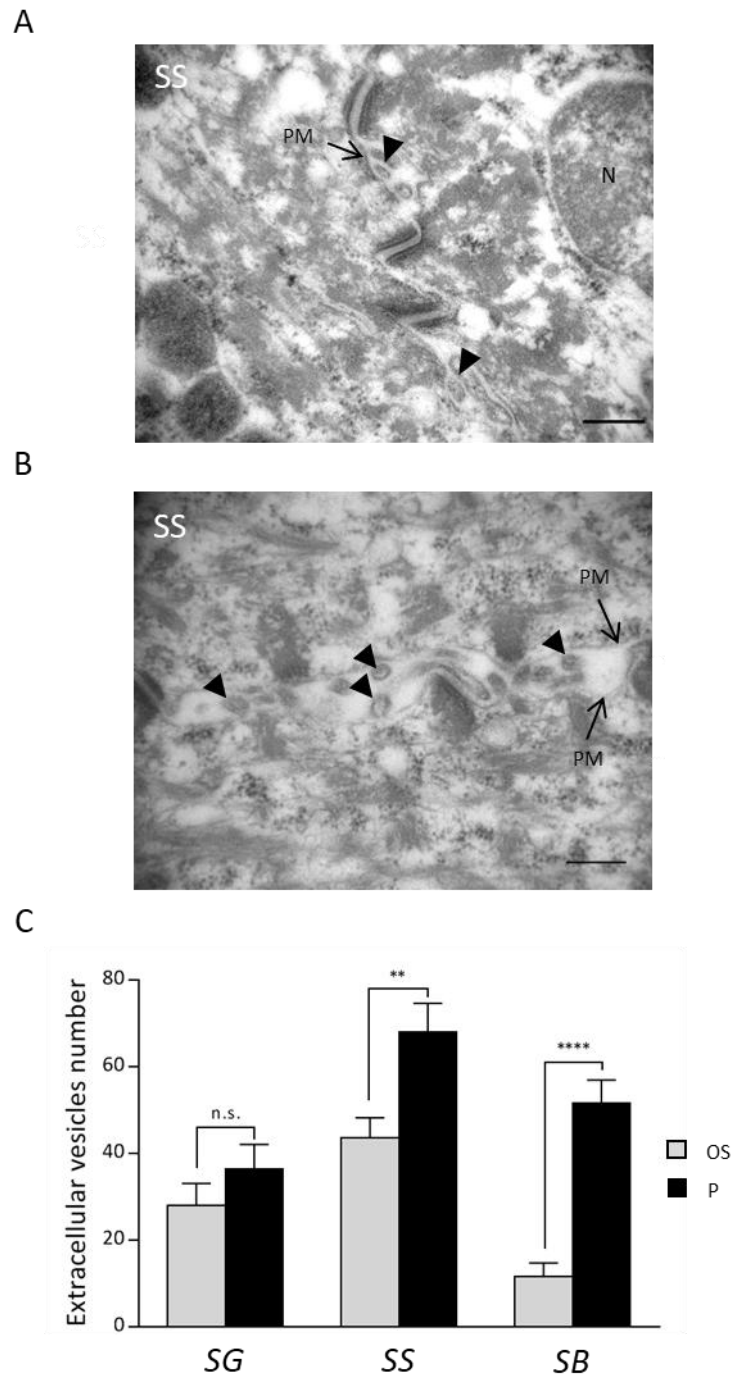 A
SS
PM
N
SS
B
SS
PM
PM
C
Extracellular vesicles number
80
60
40
20
0
n.s.
**
****
OS
P
SG
SS
SB